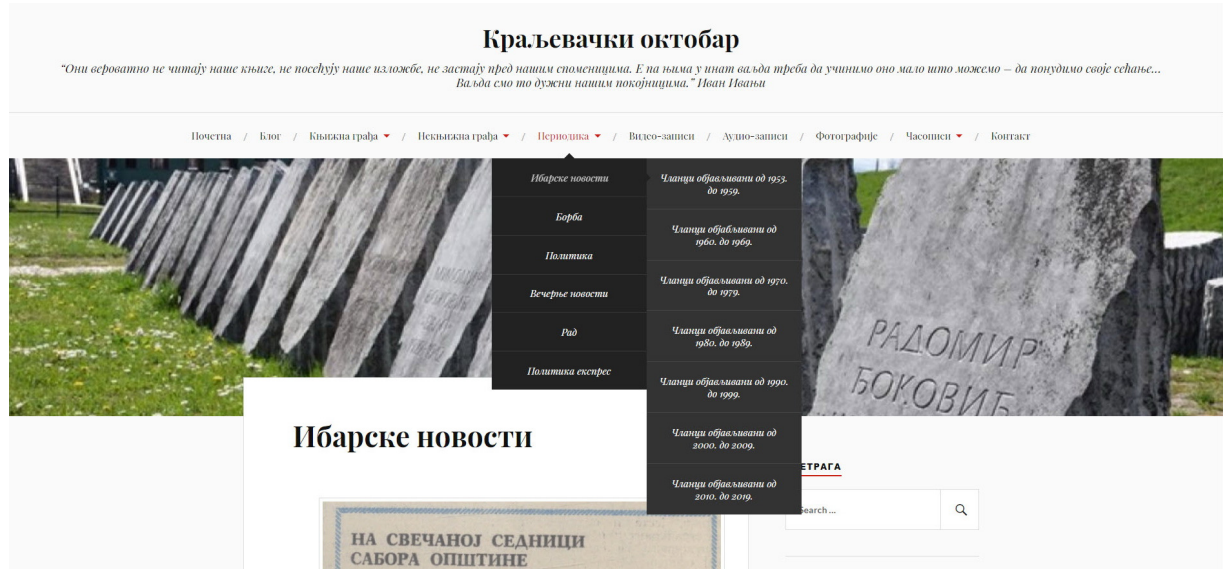 Краљевачки октобар
“Они вероватно не читају наше књиге, не посећују наше изложбе, не застају пред нашим споменицима. Е па њима у инат ваљда треба да учинимо оно мало што можемо – да понудимо своје сећање…
Ваљда смо то дужни нашим покојницима.” Иван Ивањи
Почетна / Блог / Књижна грађа / Некњижна грађа / Периодика / Видео-записи / Аудио-записи / Фотографије / Часописи / Контакт
Ибарске новости
Борба
Политика
Вечерње новости
Рад
Политика експрес
Чланци објављивани од 1953.
до 1959.
Чланци објабљивани од
1960. до 1969.
Чланци објављивани од 1970.
до 1979.
Чланци објављивани од
1980. до 1989.
Чланци објављивани од 1990.
до 1999.
Чланци објављивани од
2000. до 2009.
Чланци објављивани од
2010. до 2019.
РАДОМИР
ЂОКОВИЋ
Ибарске новости
ЕТРАГА
Search ...
НА СВЕЧАНОЈ СЕДНИЦИ
САБОРА ОПШТИНЕ